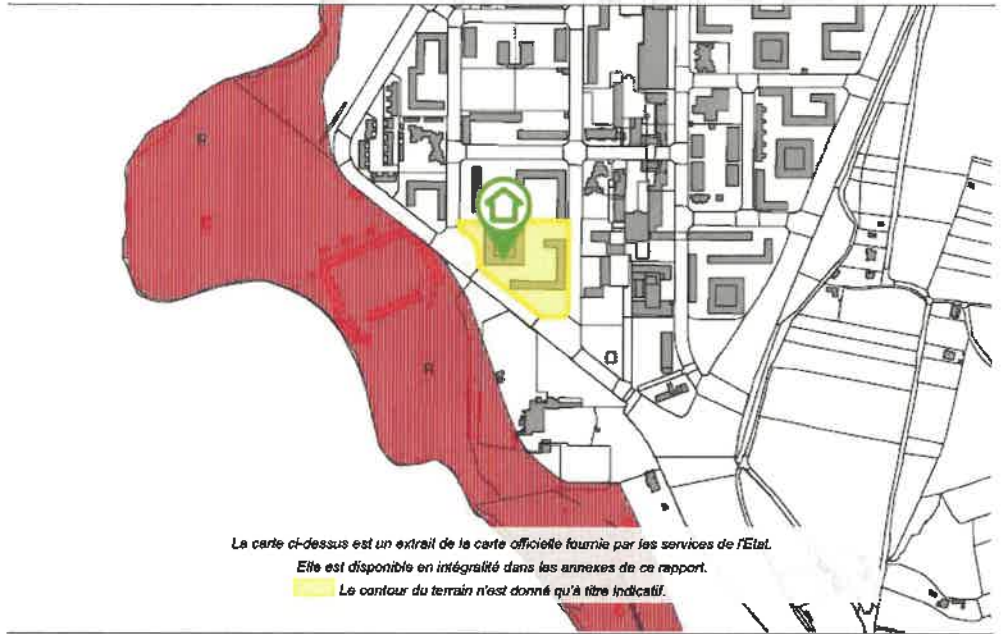 R
R
La carte ci-dessus est un extrait de la carte officielle fournie par les services de l'Etat.
Elle est disponible en intégralité dans les annexes de ce rapport.
Le contour du terrain n'est donné qu'à titre indicatif.